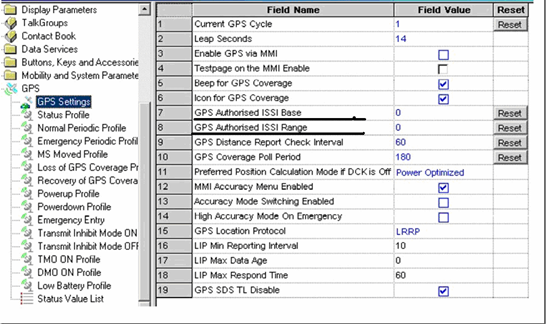 Display Parameters
TalkGroups
Contact Book
Data Services
Buttons, Keys and Accessorie
Mobility and System Paramete
GPS
GPS Settings
Status Profile
Normal Periodic Profile
Emergency Periodic Profil
MS Moved Profile
Loss of GPS Coverage Pr
Recovery of GPS Covera
Powerup Profile
Powerdown Profile
Emergency Entry
Transmit Inhibit Mode ON
Transmit Inhibit Mode OFF
TMO ON Profile
DMO ON Profile
Low Battery Profile
Status Value List
Field Name Field Value Reset
1 Current GPS Cycle 1 Reset
2 Leap Seconds 14
3 Enable GPS via MMI
4 Testpage on the MMI Enable
5 Beep for GPS Coverage
6 Icon for GPS Coverage
7 GPS Authorised ISSI Base 0 Reset
8 GPS Authorised ISSI Range 0 Reset
9 GPS Distance Report Check Interval 60 Reset
10 GPS Coverage Poll Period 180 Reset
11 Preferred Position Calculation Mode if DCK is Off Power Optimized
12 MMI Accuracy Menu Enabled
13 Accuracy Mode Switching Enabled
14 High Accuracy Mode On Emergency
15 GPS Location Protocol LRRP
16 LIP Min Reporting Interval 10
17 LIP Max Data Age 0
18 LIP Max Respond Time 60
19 GPS SDS TL Disable